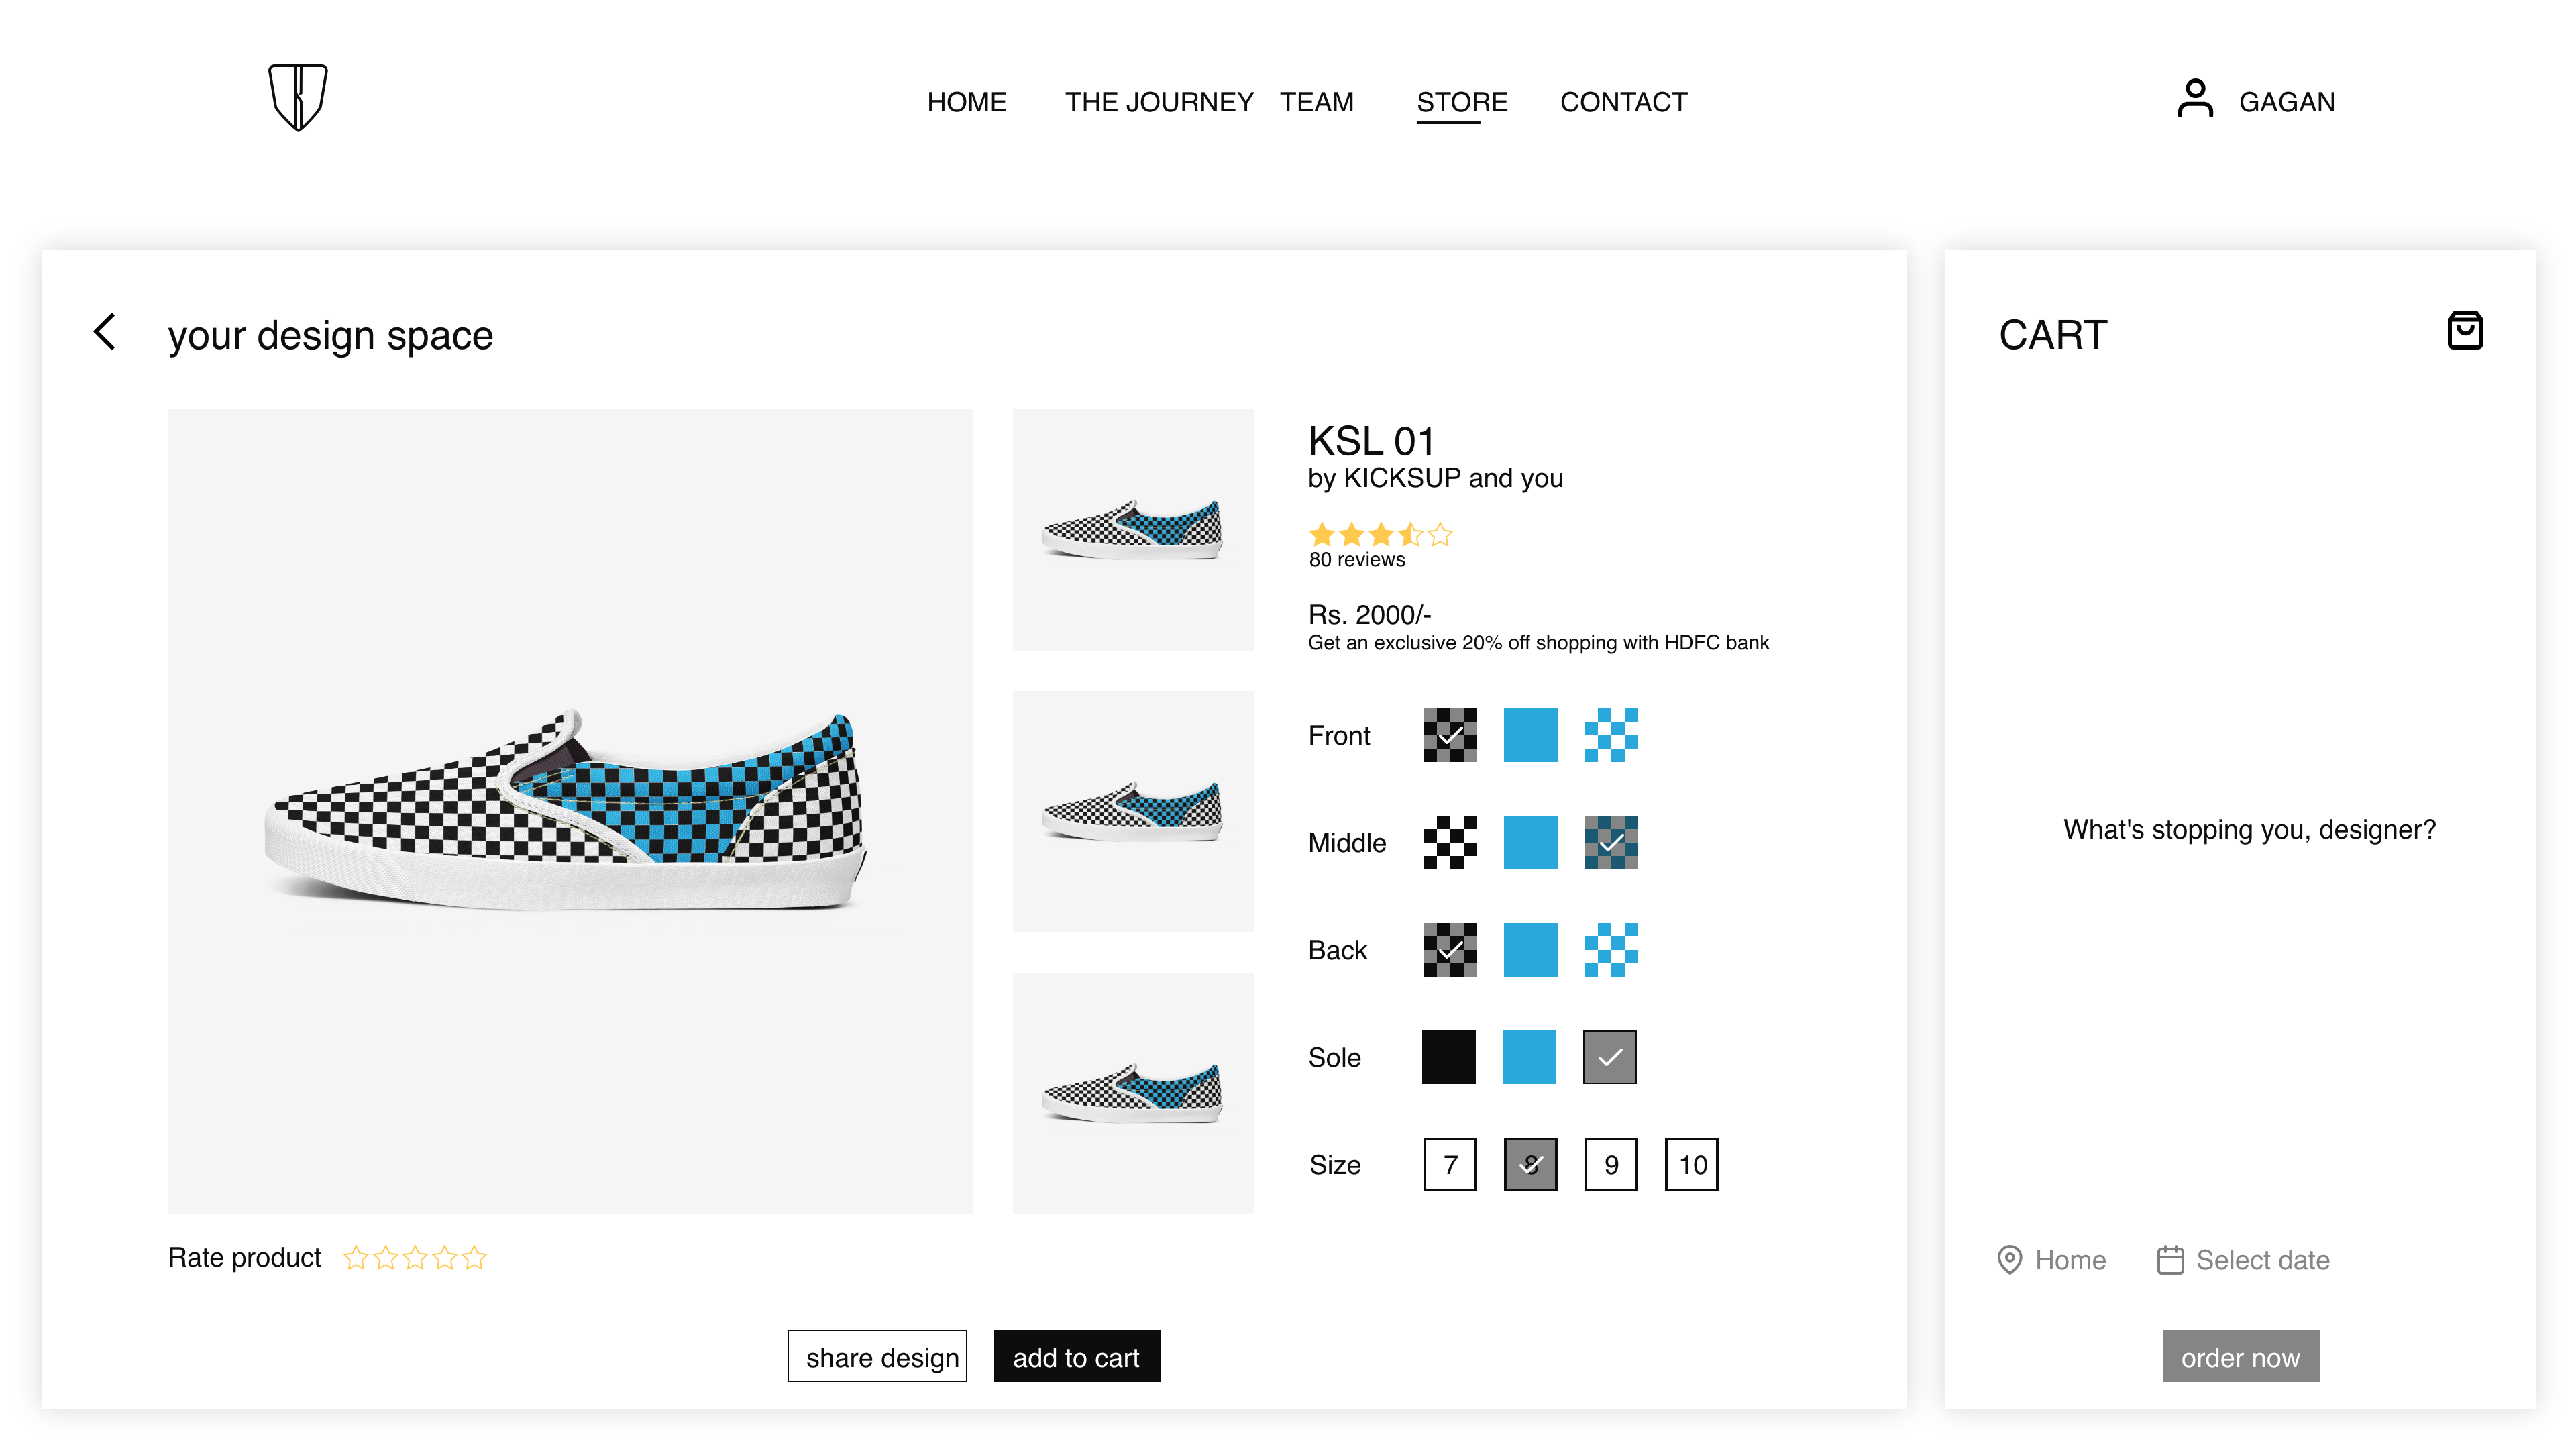 HOME THE JOURNEY TEAM STORE CONTACT
GAGAN
your design space
KSL 01
by KICKSUP and you
80 reviews
Rs. 2000/-
Get an exclusive 20% off shopping with HDFC bank
Front
Middle
Back
Sole
Size 7 8 9 10
Rate product
share design
add to cart
CART
What's stopping you, designer?
Home Select date
order now